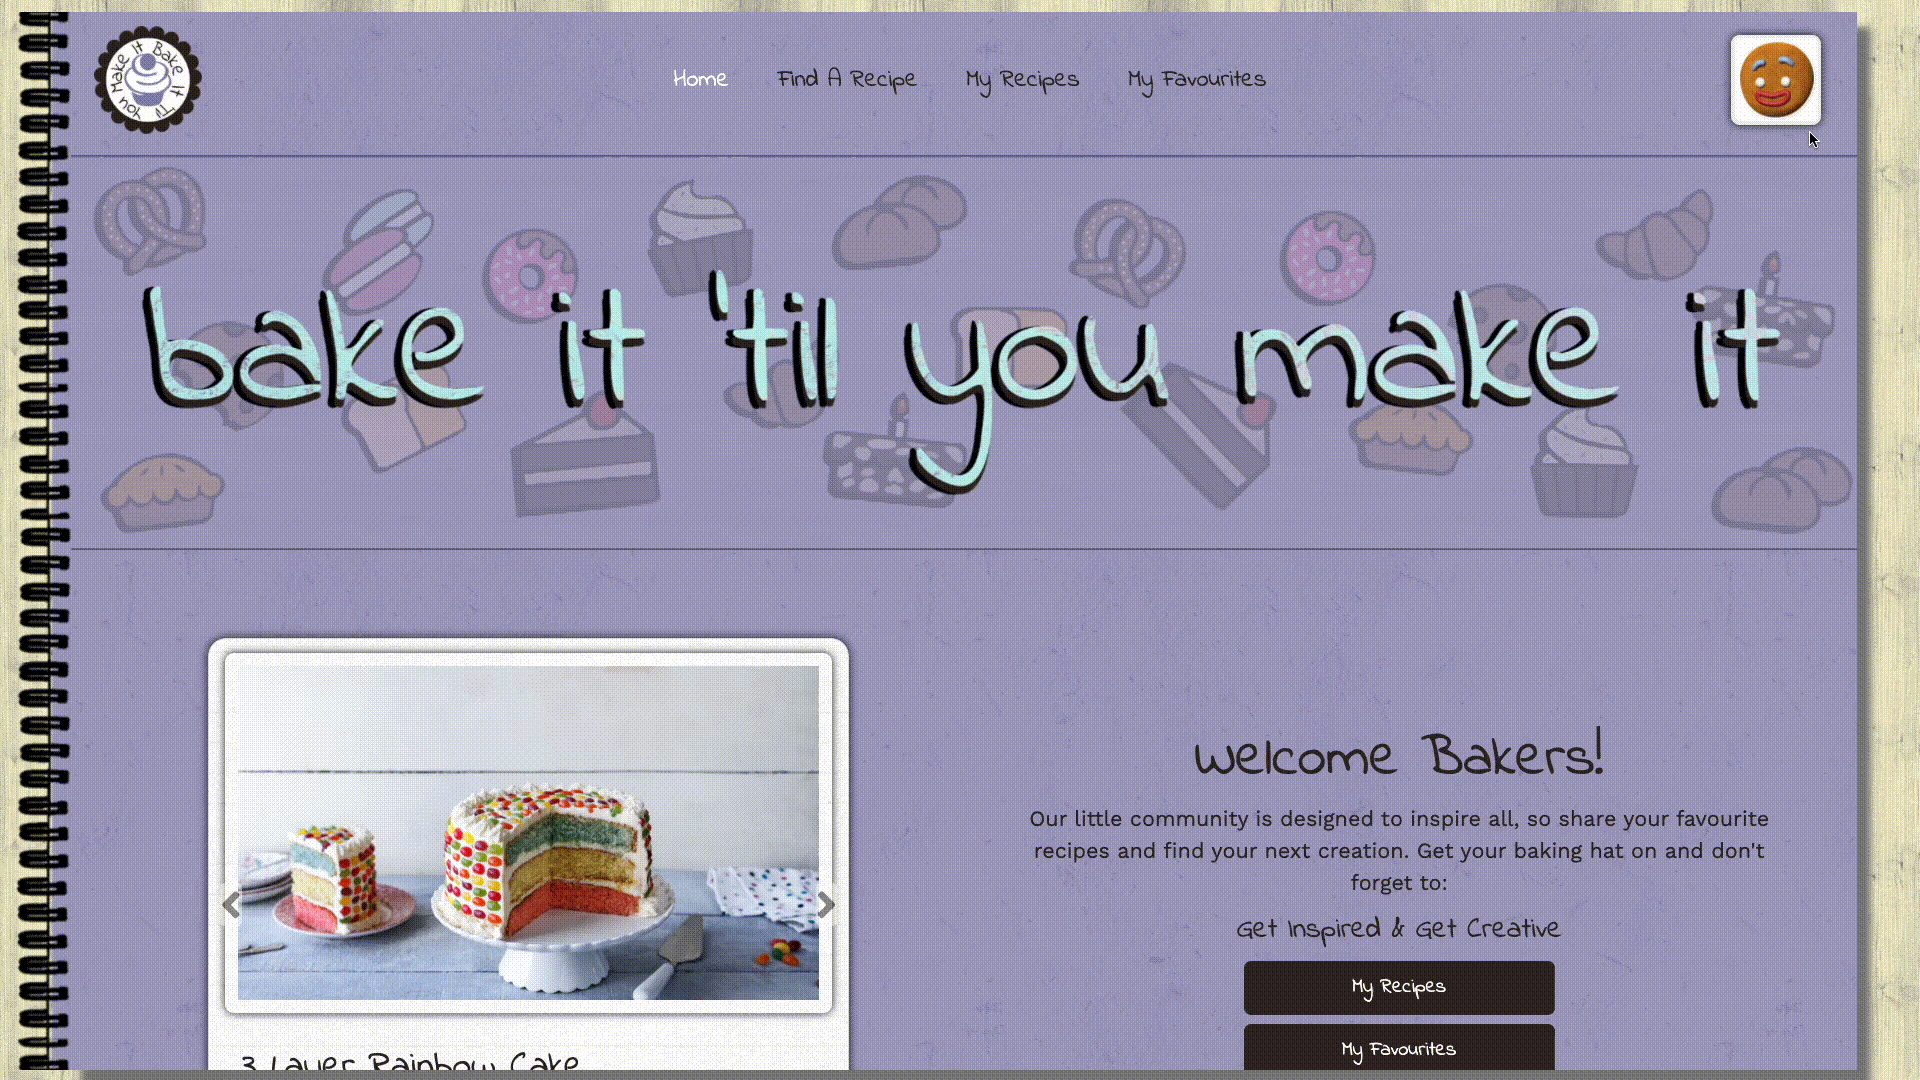 Bake It 'Til You Make It
Home
Find A Recipe
My Recipes
My Favourites
bake it 'til you make it
3 Layer Rainbow Cake
Welcome Bakers!
Our little community is designed to inspire all, so share your favourite
recipes and find your next creation. Get your baking hat on and don't
forget to:
Get Inspired & Get Creative
My Recipes
My Favourites